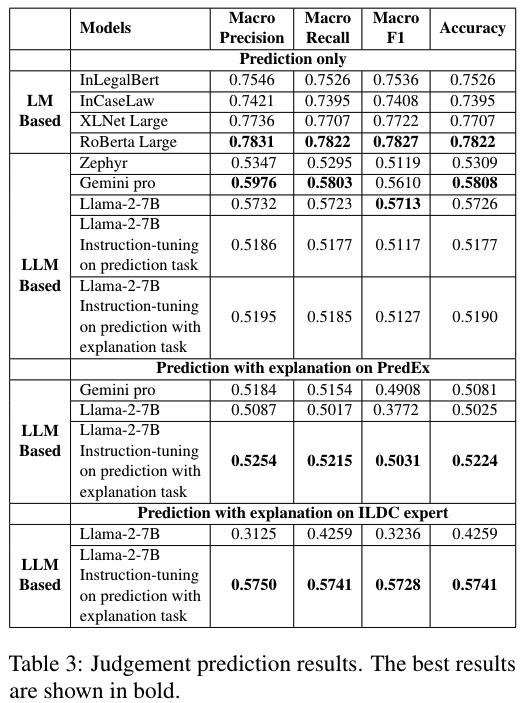 Models Macro Precision Macro Recall Macro F1 Accuracy
Prediction only
LM Based
InLegalBert 0.7546 0.7526 0.7536 0.7526
InCaseLaw 0.7421 0.7395 0.7408 0.7395
XLNet Large 0.7736 0.7707 0.7722 0.7707
RoBerta Large 0.7831 0.7822 0.7827 0.7822
LLM Based
Zephyr 0.5347 0.5295 0.5119 0.5309
Gemini pro 0.5976 0.5803 0.5610 0.5808
Llama-2-7B 0.5732 0.5723 0.5713 0.5726
Llama-2-7B
Instruction-tuning
on prediction task
0.5186 0.5177 0.5117 0.5177
Llama-2-7B
Instruction-tuning
on prediction with
explanation task
0.5195 0.5185 0.5127 0.5190
Prediction with explanation on PredEx
LLM Based
Gemini pro 0.5184 0.5154 0.4908 0.5081
Llama-2-7B 0.5087 0.5017 0.3772 0.5025
Llama-2-7B
Instruction-tuning
on prediction with
explanation task
0.5254 0.5215 0.5031 0.5224
Prediction with explanation on ILDC expert
LLM Based
Llama-2-7B 0.3125 0.4259 0.3236 0.4259
Llama-2-7B
Instruction-tuning
on prediction with
explanation task
0.5750 0.5741 0.5728 0.5741
Table 3: Judgement prediction results. The best results
are shown in bold.